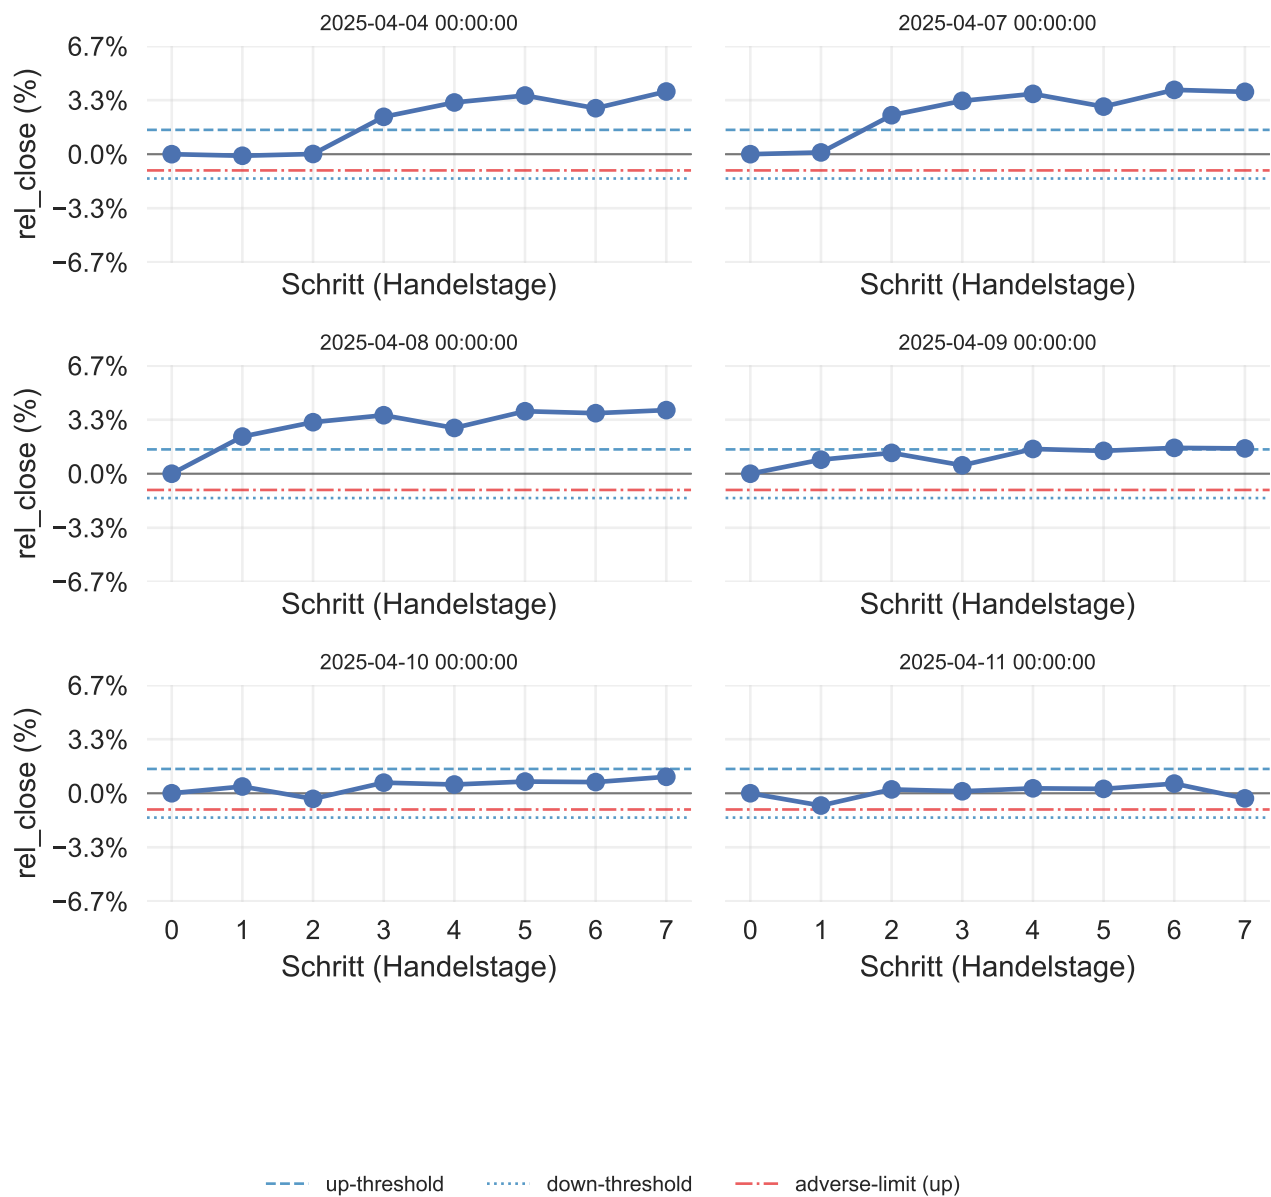 2025-04-04 00:00:00
2025-04-07 00:00:00
6.7%
3.3%
0.0%
−3.3%
−6.7%
rel_close (%)
Schritt (Handelstage)
Schritt (Handelstage)
2025-04-08 00:00:00
2025-04-09 00:00:00
6.7%
3.3%
0.0%
−3.3%
−6.7%
rel_close (%)
Schritt (Handelstage)
Schritt (Handelstage)
2025-04-10 00:00:00
2025-04-11 00:00:00
6.7%
3.3%
0.0%
−3.3%
−6.7%
rel_close (%)
0 1 2 3 4 5 6 7
0 1 2 3 4 5 6 7
Schritt (Handelstage)
Schritt (Handelstage)
up-threshold
down-threshold
adverse-limit (up)